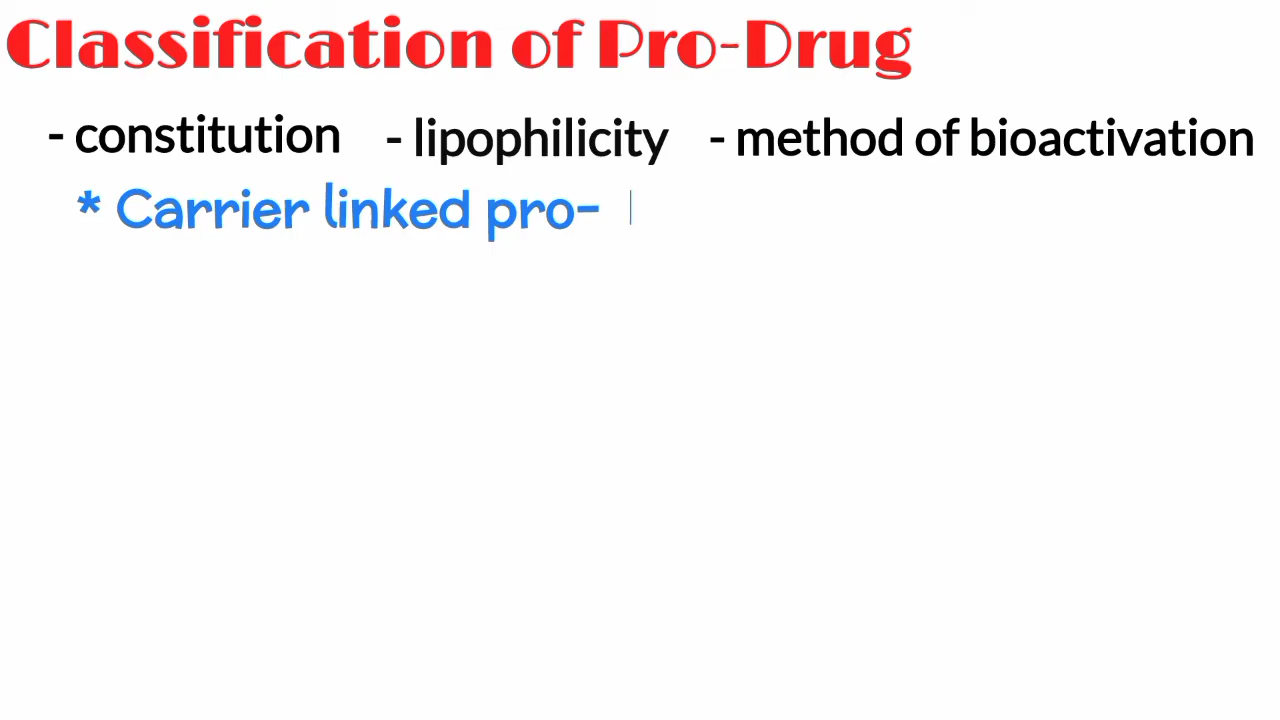 Classification of Pro-Drug
- constitution - lipophilicity - method of bioactivation
* Carrier linked pro-